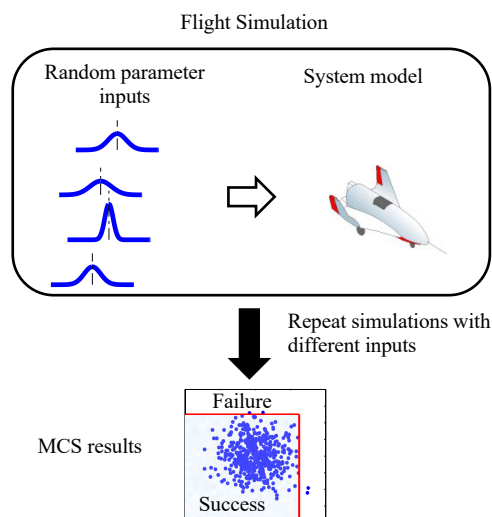 Flight Simulation
Random parameter
inputs
System model
Repeat simulations with
different inputs
Failure
MCS results
Success